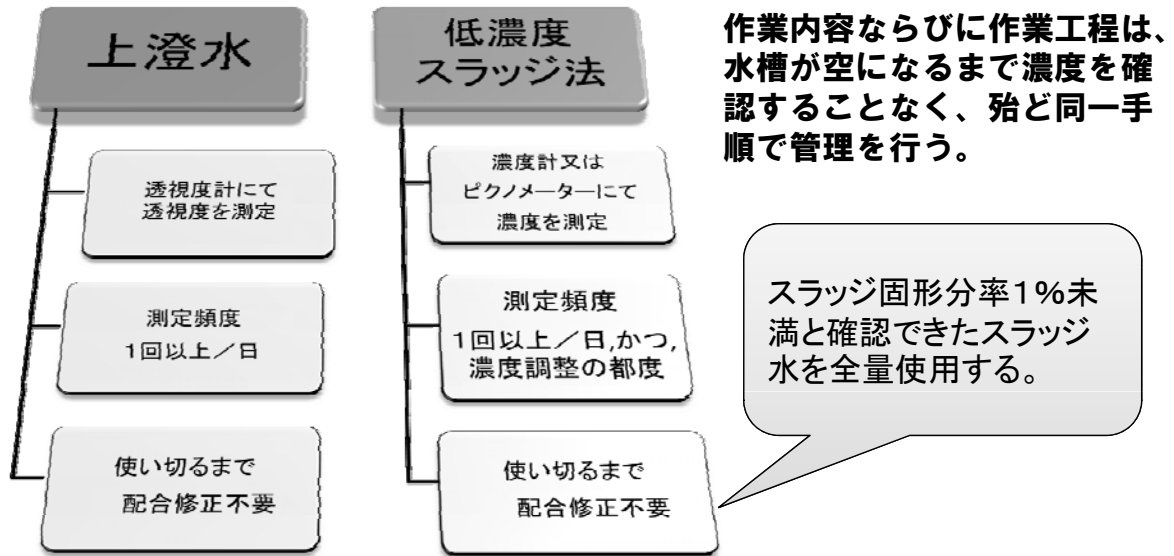 上澄水
透視度計にて
透視度を測定
測定頻度
1回以上／日
使い切るまで
配合修正不要
低濃度
スラッジ法
濃度計又は
ピクノメーターにて
濃度を測定
測定頻度
1回以上／日,かつ,
濃度調整の都度
使い切るまで
配合修正不要
作業内容ならびに作業工程は、
水槽が空になるまで濃度を確
認することなく、殆ど同一手
順で管理を行う。
スラッジ固形分率１％未
満と確認できたスラッジ
水を全量使用する。